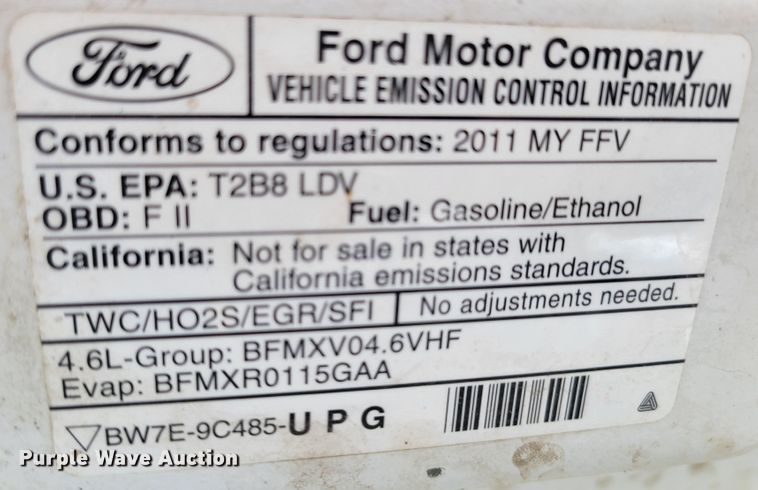 Ford
Ford Motor Company
VEHICLE EMISSION CONTROL INFORMATION
Conforms to regulations: 2011 MY FFV
U.S. EPA: T2B8 LDV
OBD: F II Fuel: Gasoline/Ethanol
California: Not for sale in states with
California emissions standards.
TWC/HO2S/EGR/SFI No adjustments needed.
4.6L-Group: BFMXV04.6VHF
Evap: BFMXR0115GAA
BW7E-9C485-U P G
Purple Wave Auction